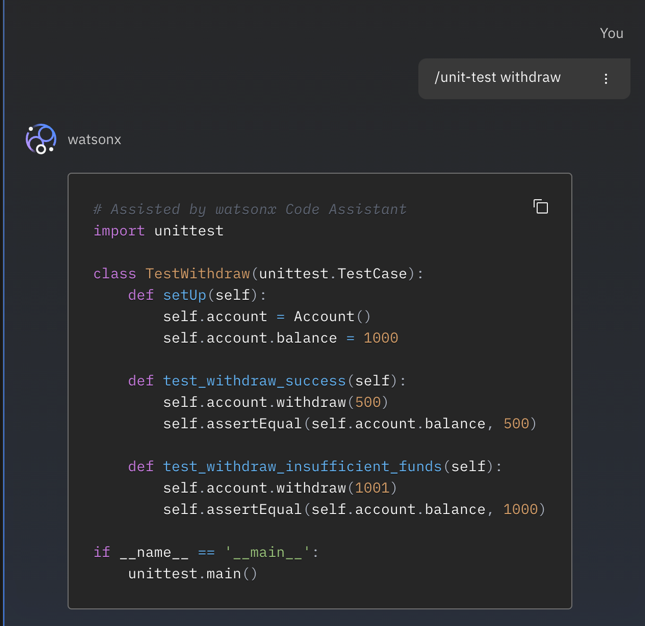 You
/unit-test withdraw
watsonx
# Assisted by watsonx Code Assistant
import unittest
class TestWithdraw(unittest.TestCase):
    def setUp(self):
        self.account = Account()
        self.account.balance = 1000
    def test_withdraw_success(self):
        self.account.withdraw(500)
        self.assertEqual(self.account.balance, 500)
    def test_withdraw_insufficient_funds(self):
        self.account.withdraw(1001)
        self.assertEqual(self.account.balance, 1000)
if __name__ == '__main__':
    unittest.main()